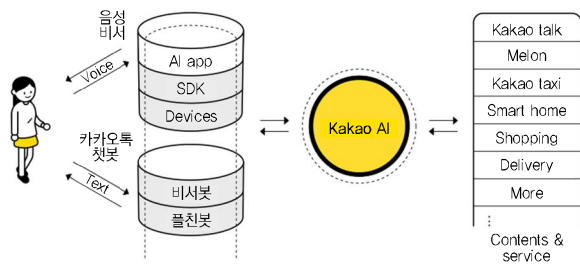 음성
비서
Voice
AI app
SDK
Devices
카카오톡
챗봇
Text
비서봇
플친봇
Kakao AI
Kakao talk
Melon
Kakao taxi
Smart home
Shopping
Delivery
More
⋮
Contents &
service